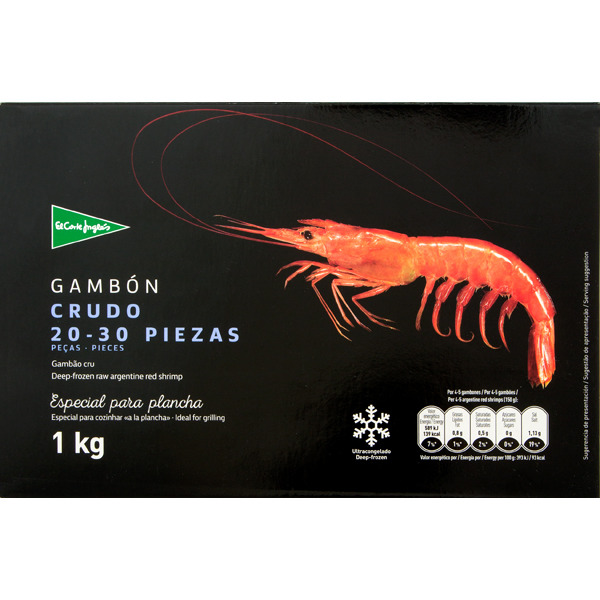 El Corte Inglés
GAMBÓN
CRUDO
20-30 PIEZAS
PEÇAS · PIECES
Gambão cru
Deep-frozen raw argentine red shrimp
Especial para plancha
Especial para cozinhar «a la plancha» · Ideal for grilling
1 kg
Ultracongelado
Deep-frozen
Por 4-5 gambones / Por 4-5 gambões /
Per 4-5 argentine red shrimps (150 g):
Valor energético
Energia / Energy
589 kJ
139 kcal
7%*
Grasas
Lípidos
Fat
0,8 g
1%*
Saturadas
Saturados
Saturates
0,5 g
2%*
Azúcares
Açúcares
Sugars
0 g
0%*
Sal
Salt
1,13 g
19%*
Valor energético por / Energia por / Energy per 100 g: 393 kJ / 93 kcal
Sugerencia de presentación / Sugestão de apresentação / Serving suggestion